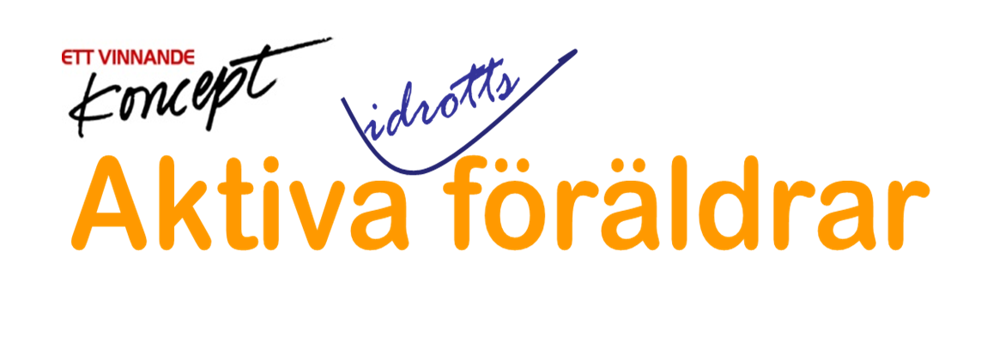 ETT VINNANDE
koncept
idrotts
Aktiva föräldrar